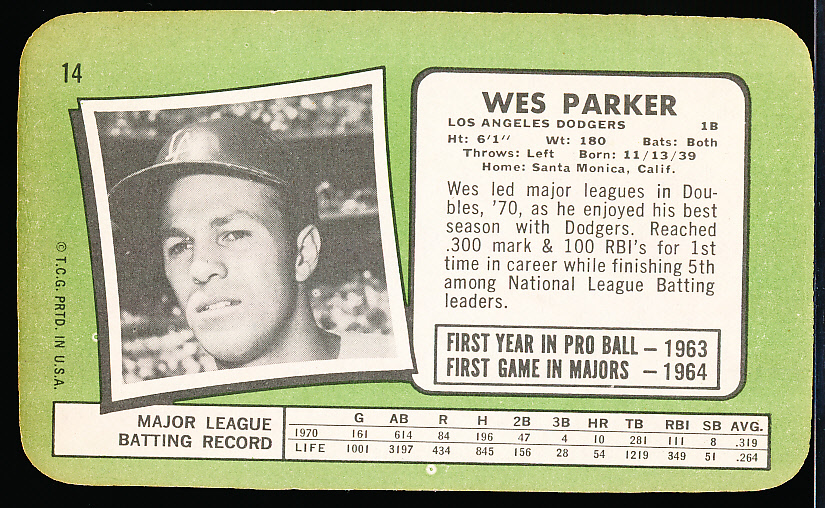 14
WES PARKER
LOS ANGELES DODGERS 1B
Ht: 6'1" Wt: 180 Bats: Both
Throws: Left Born: 11/13/39
Home: Santa Monica, Calif.
Wes led major leagues in Dou-
bles, '70, as he enjoyed his best
season with Dodgers. Reached
.300 mark & 100 RBI's for 1st
time in career while finishing 5th
among National League Batting
leaders.
FIRST YEAR IN PRO BALL – 1963
FIRST GAME IN MAJORS – 1964
© T.C.G. PRTD. IN U.S.A.
LA
MAJOR LEAGUE
BATTING RECORD
G AB R H 2B 3B HR TB RBI SB AVG.
1970 161 614 84 196 47 4 10 281 111 8 .319
LIFE 1001 3197 434 845 156 28 54 1219 349 51 .264